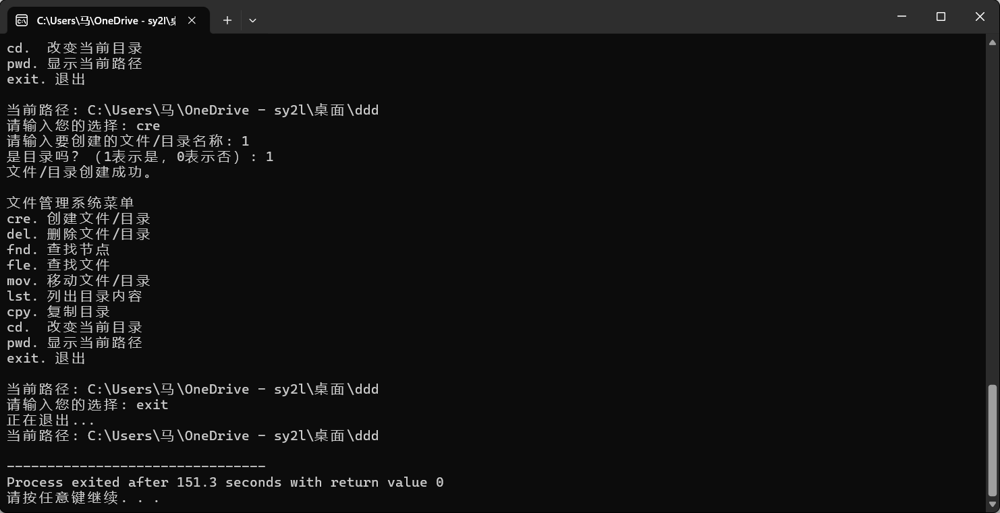 C:\Users\马\OneDrive - sy2l\桌
cd.  改变当前目录
pwd. 显示当前路径
exit. 退出
当前路径: C:\Users\马\OneDrive - sy2l\桌面\ddd
请输入您的选择: cre
请输入要创建的文件/目录名称: 1
是目录吗? (1表示是, 0表示否) : 1
文件/目录创建成功。
文件管理系统菜单
cre. 创建文件/目录
del. 删除文件/目录
fnd. 查找节点
fle. 查找文件
mov. 移动文件/目录
lst. 列出目录内容
cpy. 复制目录
cd.  改变当前目录
pwd. 显示当前路径
exit. 退出
当前路径: C:\Users\马\OneDrive - sy2l\桌面\ddd
请输入您的选择: exit
正在退出...
当前路径: C:\Users\马\OneDrive - sy2l\桌面\ddd
--------------------------------
Process exited after 151.3 seconds with return value 0
请按任意键继续. . .